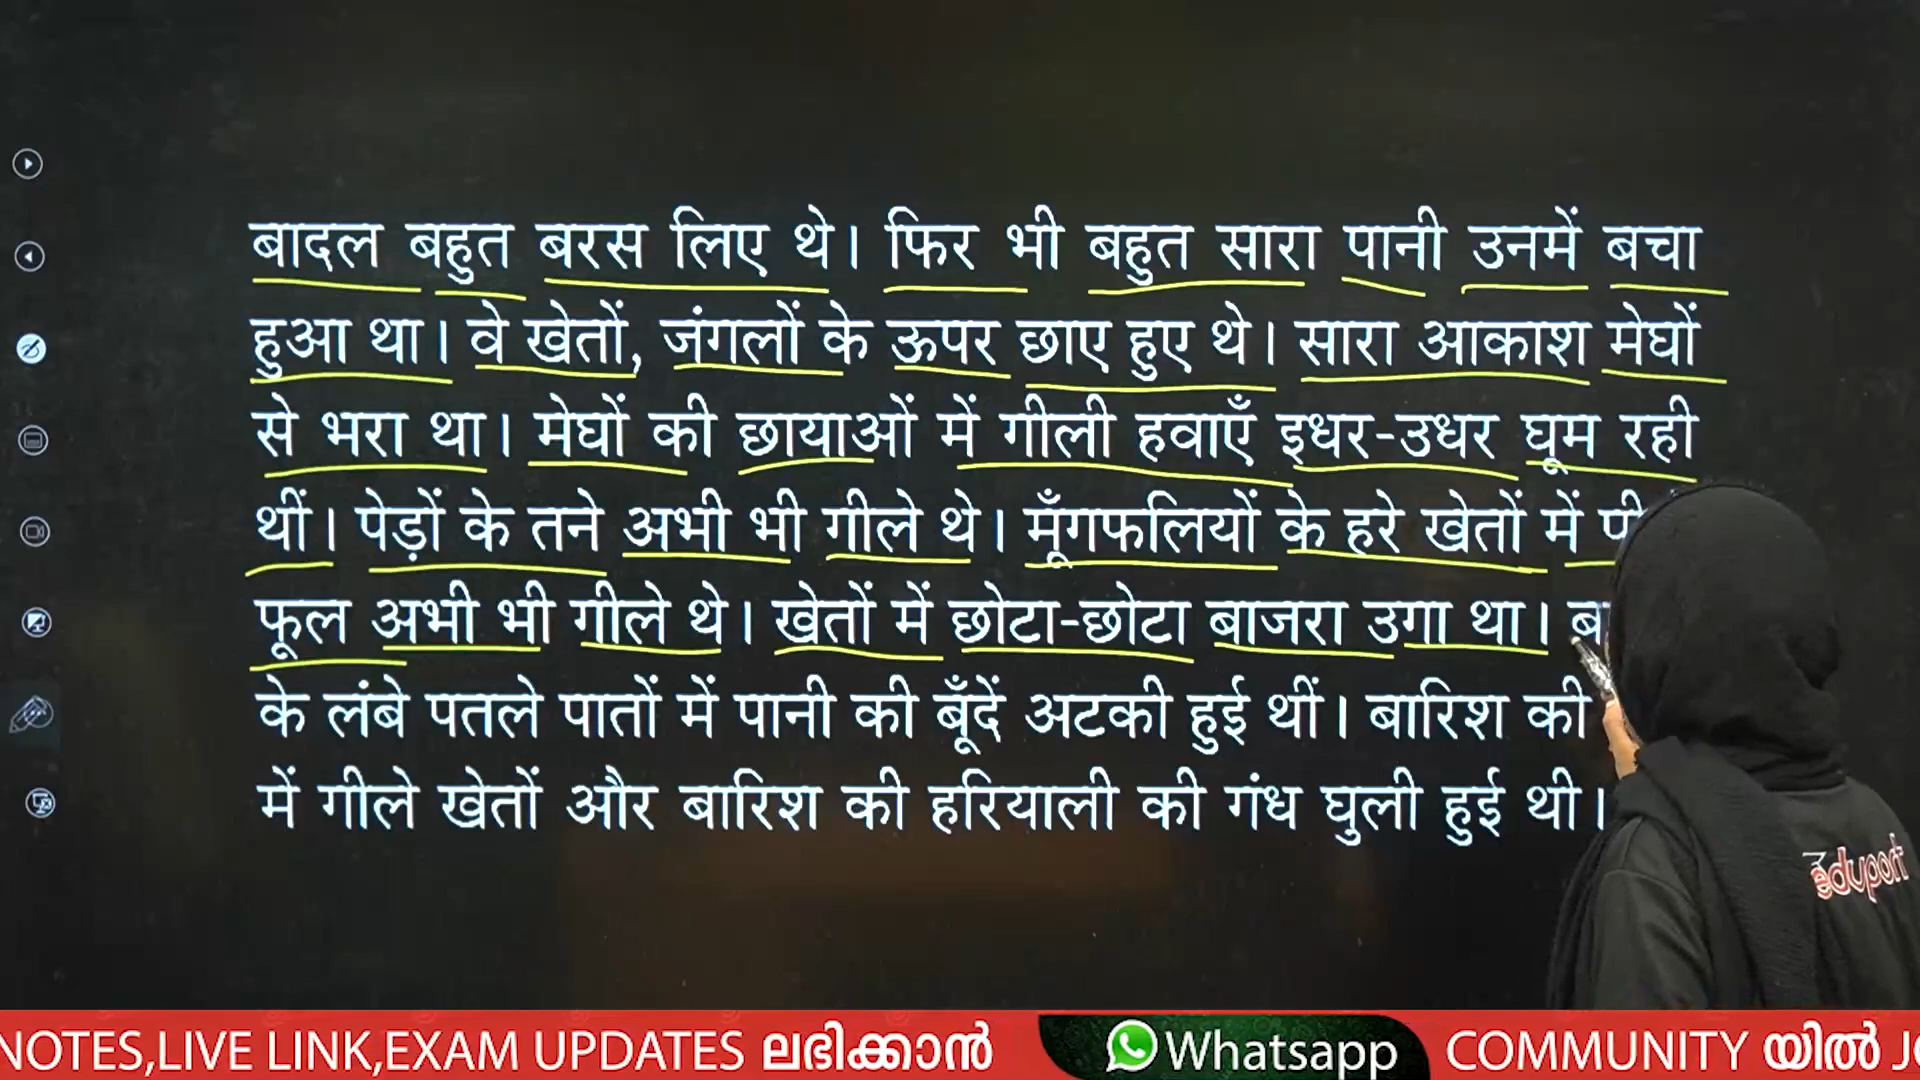 बादल बहुत बरस लिए थे। फिर भी बहुत सारा पानी उनमें बचा
हुआ था। वे खेतों, जंगलों के ऊपर छाए हुए थे। सारा आकाश मेघों
से भरा था। मेघों की छायाओं में गीली हवाएँ इधर-उधर घूम रही
थीं। पेड़ों के तने अभी भी गीले थे। मूँगफलियों के हरे खेतों में
फूल अभी भी गीले थे। खेतों में छोटा-छोटा बाजरा उगा था।
के लंबे पतले पातों में पानी की बूँदें अटकी हुई थीं। बारिश की
में गीले खेतों और बारिश की हरियाली की गंध घुली हुई थी।
eduport
NOTES,LIVE LINK,EXAM UPDATES ലഭിക്കാൻ Whatsapp COMMUNITY യിൽ